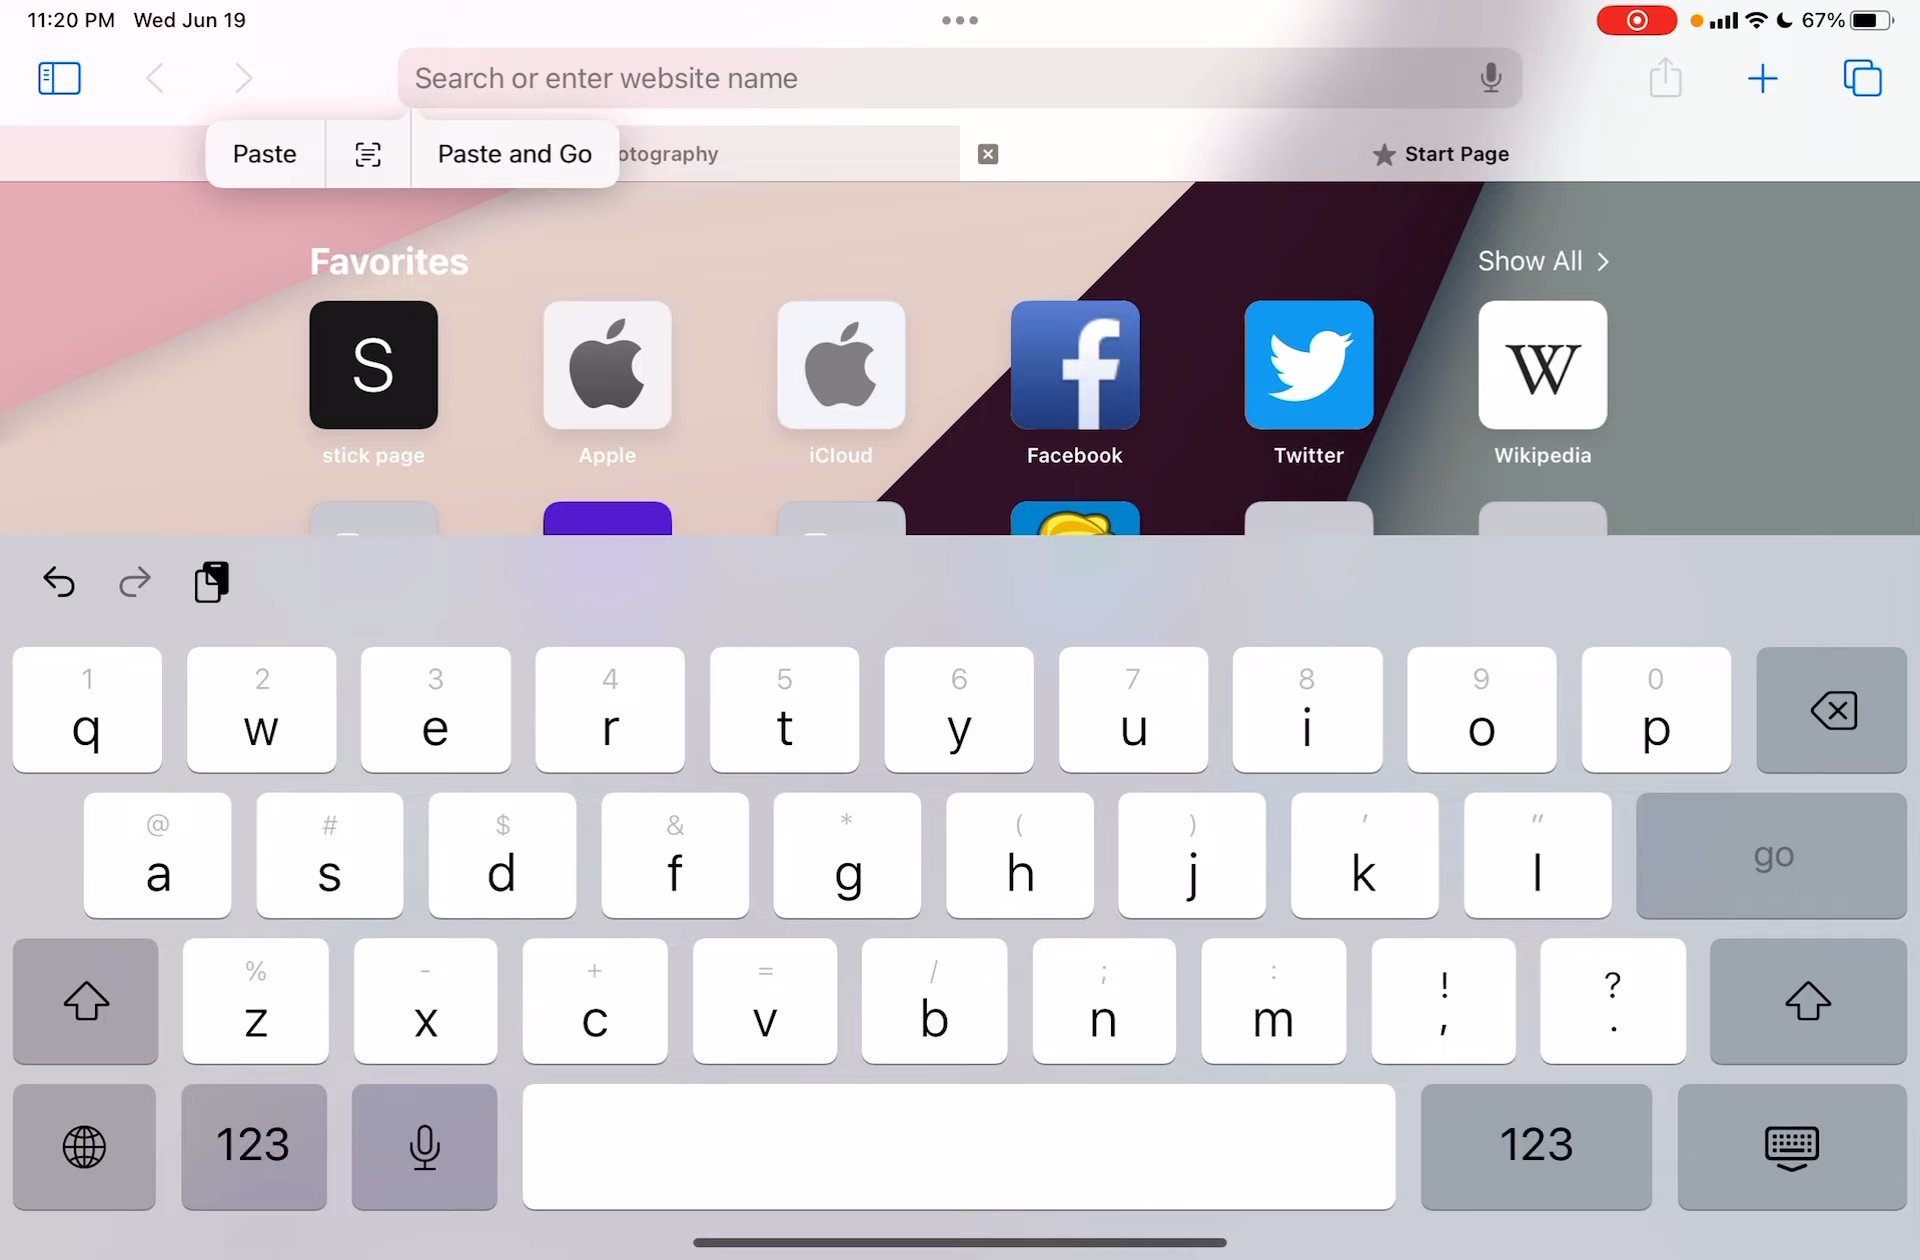 11:20 PM Wed Jun 19
67%
Search or enter website name
Paste
Paste and Go
otography
Start Page
Favorites
Show All >
S
f
W
stick page
Apple
iCloud
Facebook
Twitter
Wikipedia
1 2 3 4 5 6 7 8 9 0
q w e r t y u i o p
@ # $ & * ( ) ' "
a s d f g h j k l go
% - + = / ; : ! ?
z x c v b n m , .
123
123